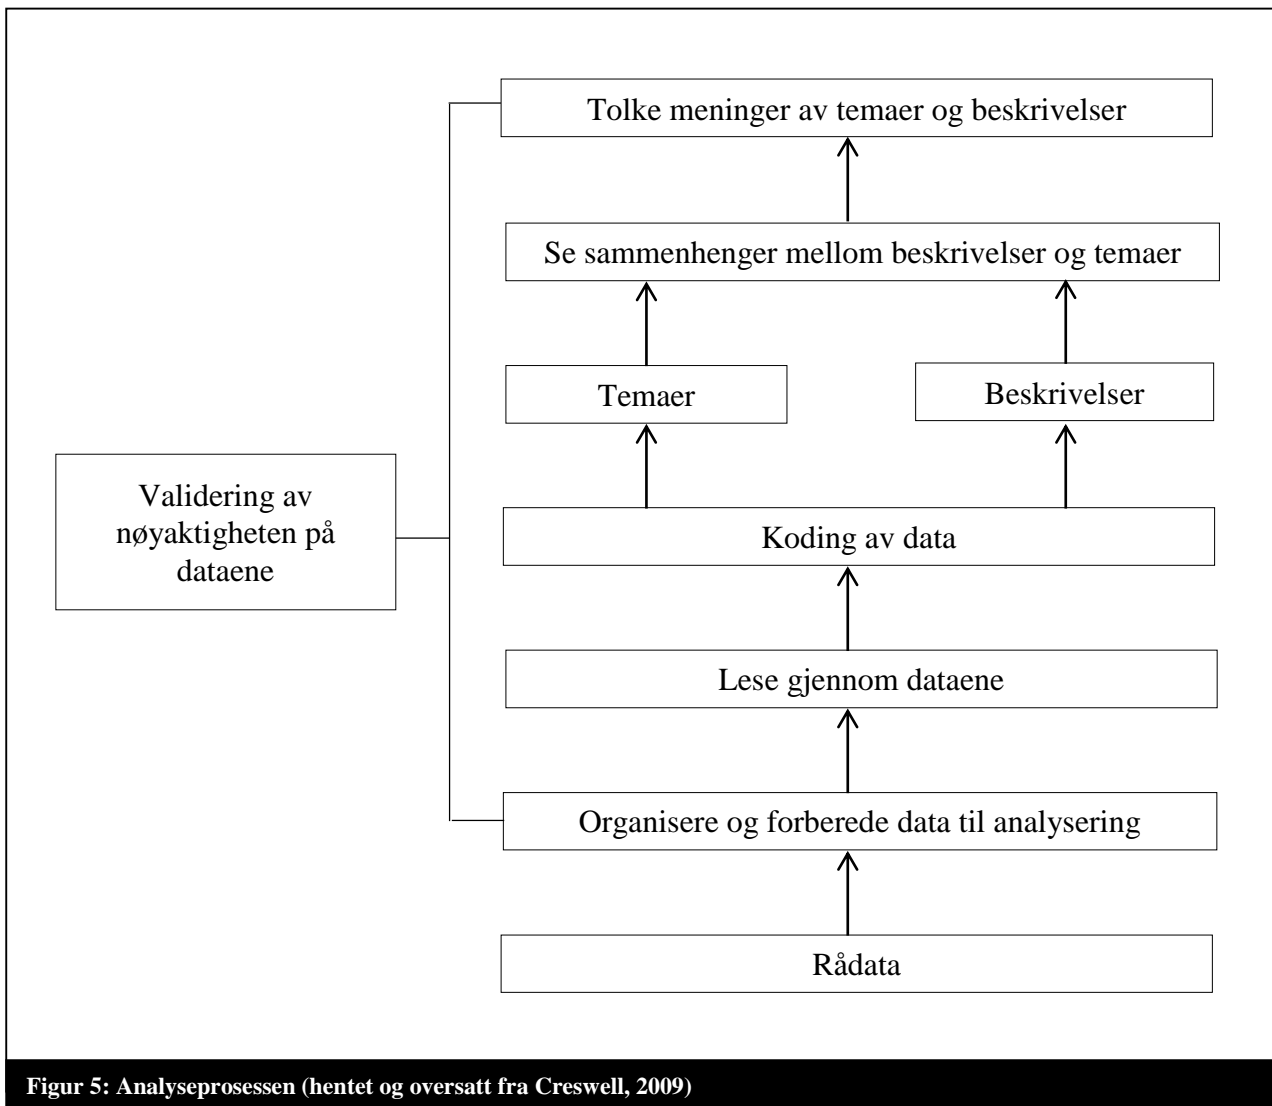 Tolke meninger av temaer og beskrivelser
Se sammenhenger mellom beskrivelser og temaer
Temaer
Beskrivelser
Validering av
nøyaktigheten på
dataene
Koding av data
Lese gjennom dataene
Organisere og forberede data til analysering
Rådata
Figur 5: Analyseprosessen (hentet og oversatt fra Creswell, 2009)